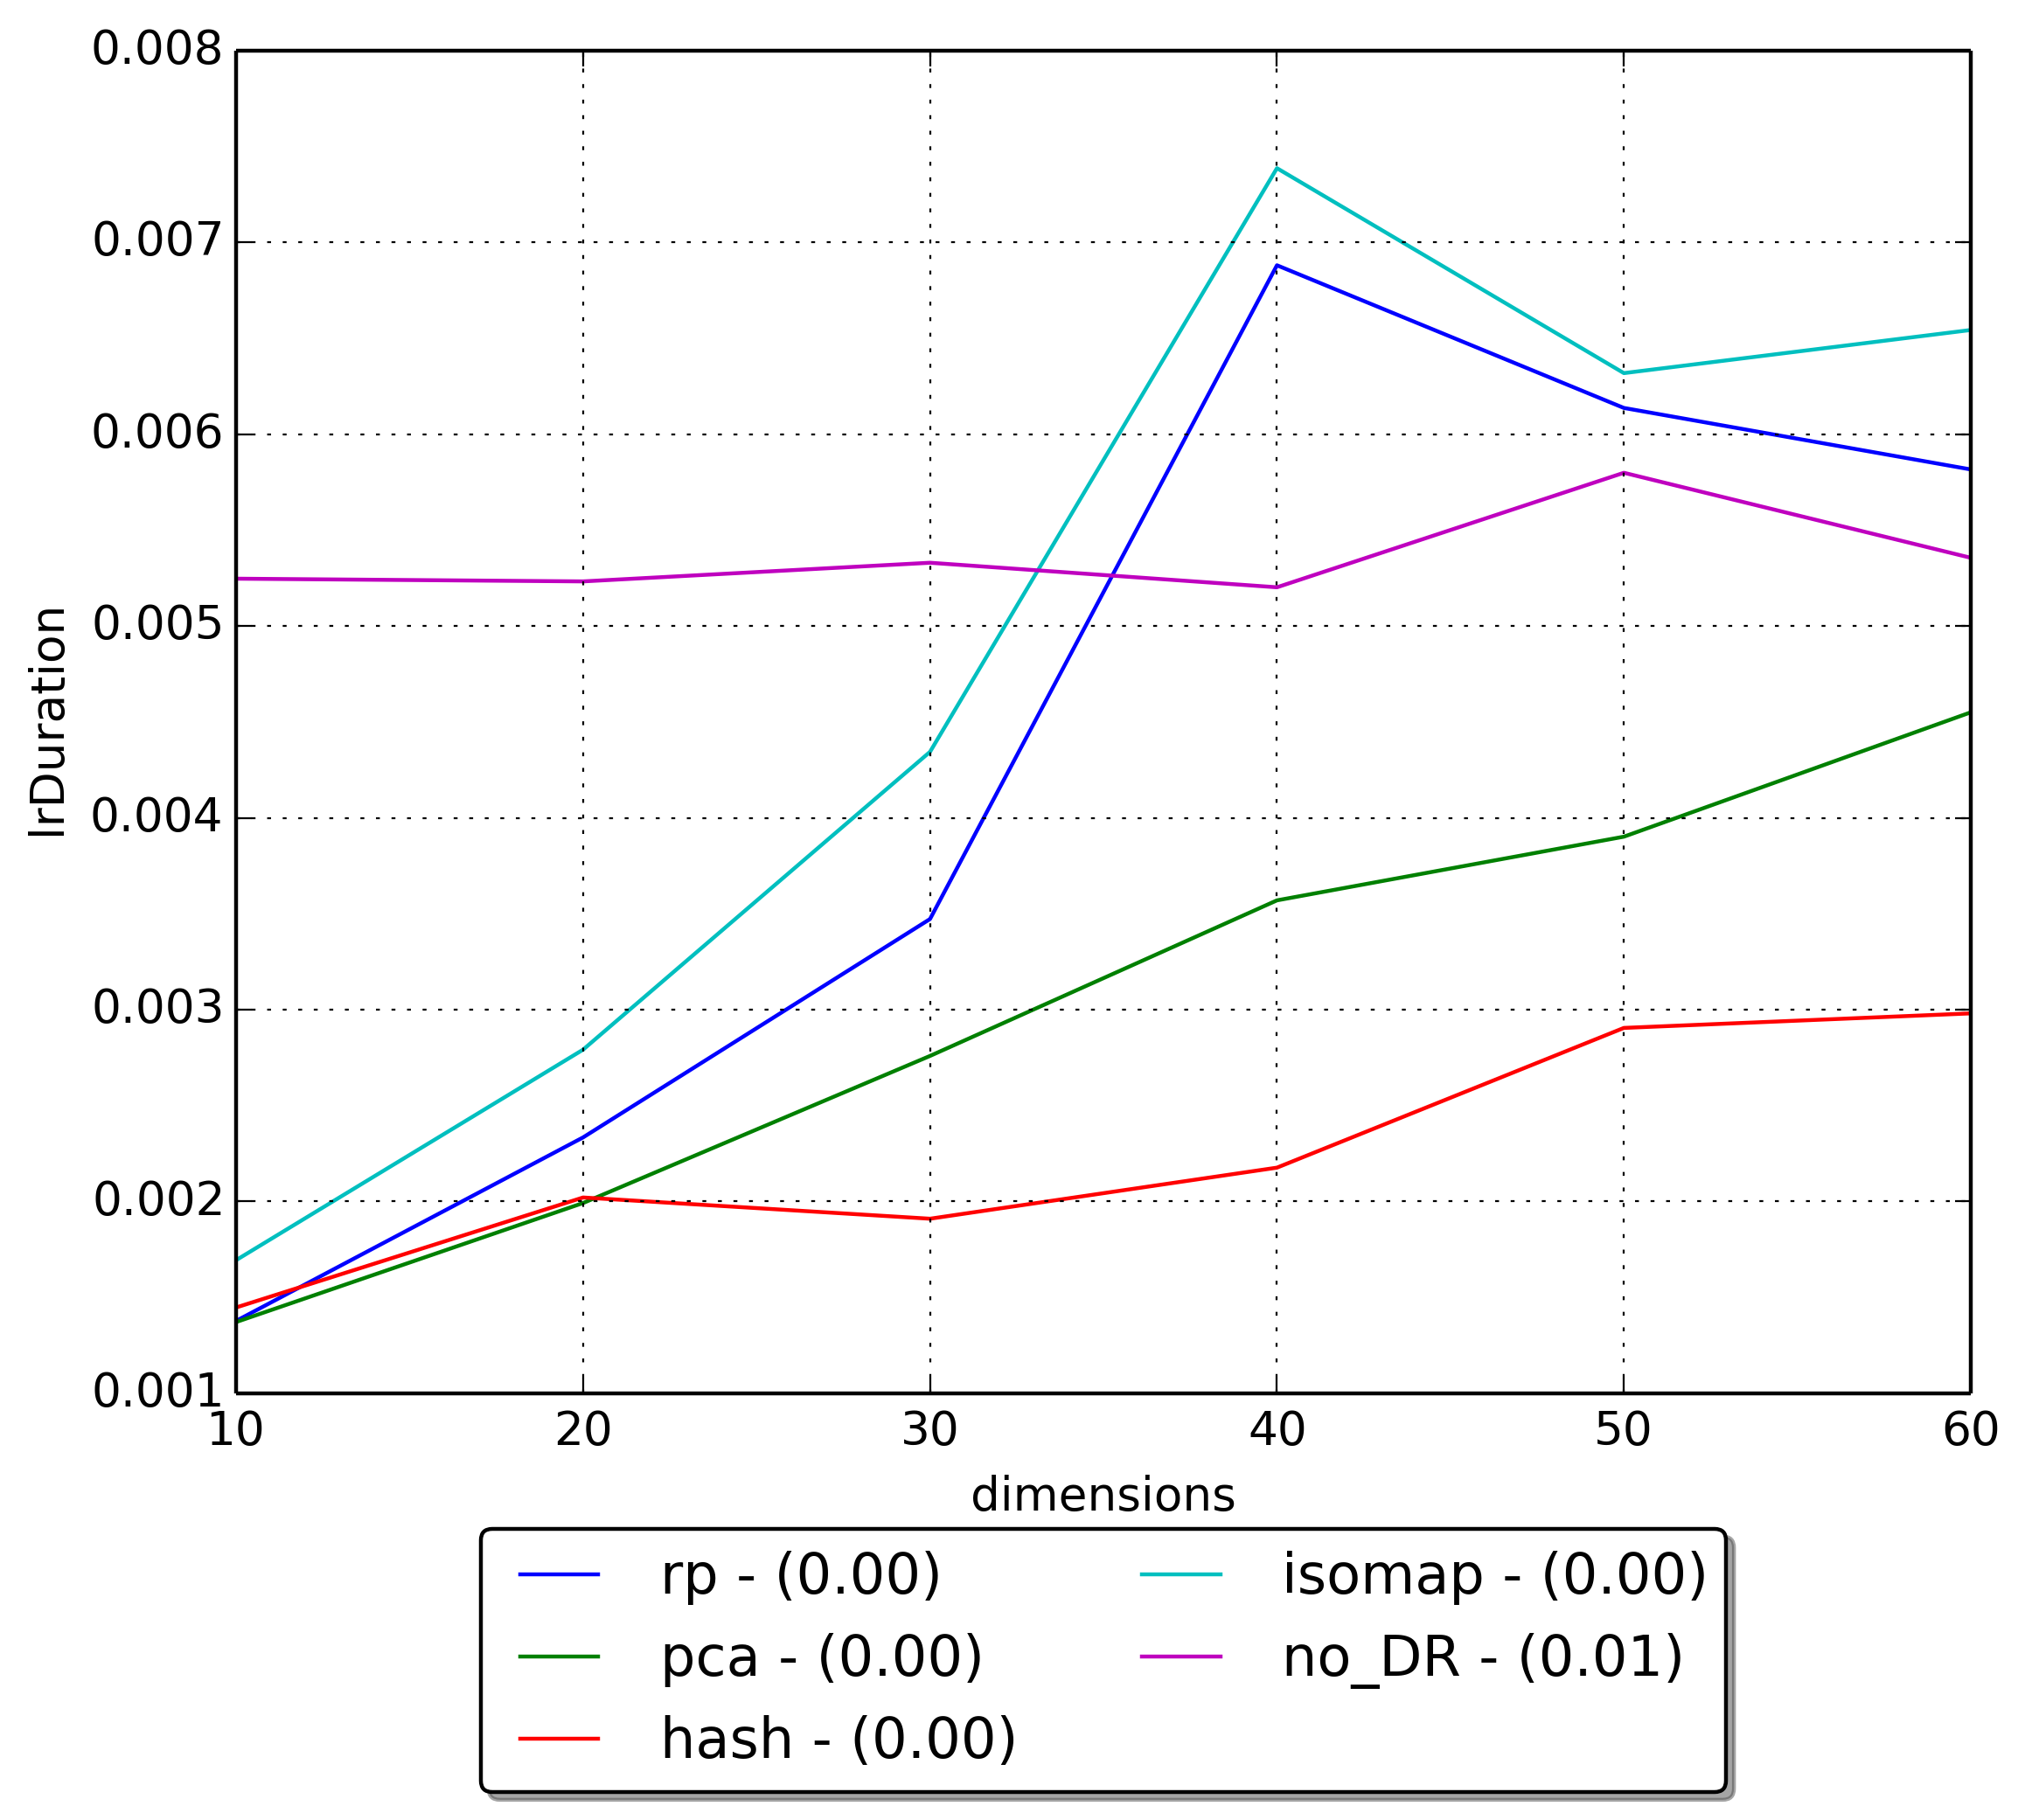 0.008
0.007
0.006
0.005
0.004
0.003
0.002
0.001
lrDuration
10 20 30 40 50 60
dimensions
rp - (0.00) isomap - (0.00)
pca - (0.00) no_DR - (0.01)
hash - (0.00)